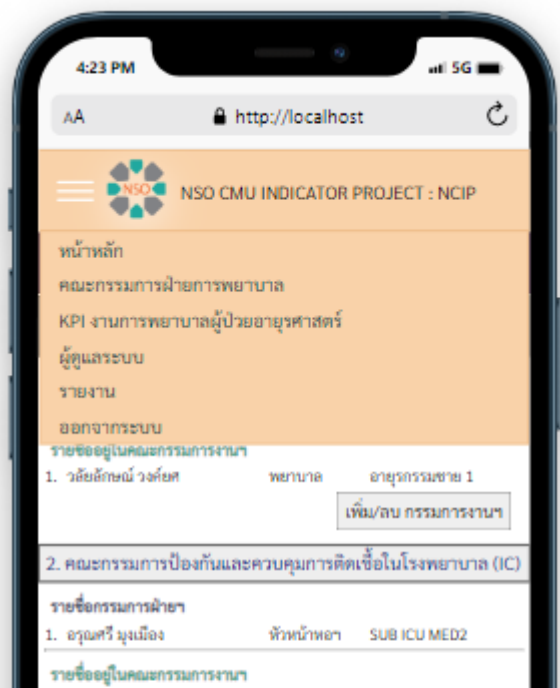 4:23 PM 5G
AA http://localhost
NSO NSO CMU INDICATOR PROJECT : NCIP
หน้าหลัก
คณะกรรมการฝ่ายการพยาบาล
KPI งานการพยาบาลผู้ป่วยอายุรศาสตร์
ผู้ดูแลระบบ
รายงาน
ออกจากระบบ
รายชื่ออยู่ในคณะกรรมการงานฯ
1. วลัยลักษณ์ วงค์ยศ พยาบาล อายุรกรรมชาย 1
เพิ่ม/ลบ กรรมการงานฯ
2. คณะกรรมการป้องกันและควบคุมการติดเชื้อในโรงพยาบาล (IC)
รายชื่อกรรมการฝ่ายฯ
1. อรุณศรี มุงเมือง หัวหน้าหอฯ SUB ICU MED2
รายชื่ออยู่ในคณะกรรมการงานฯ